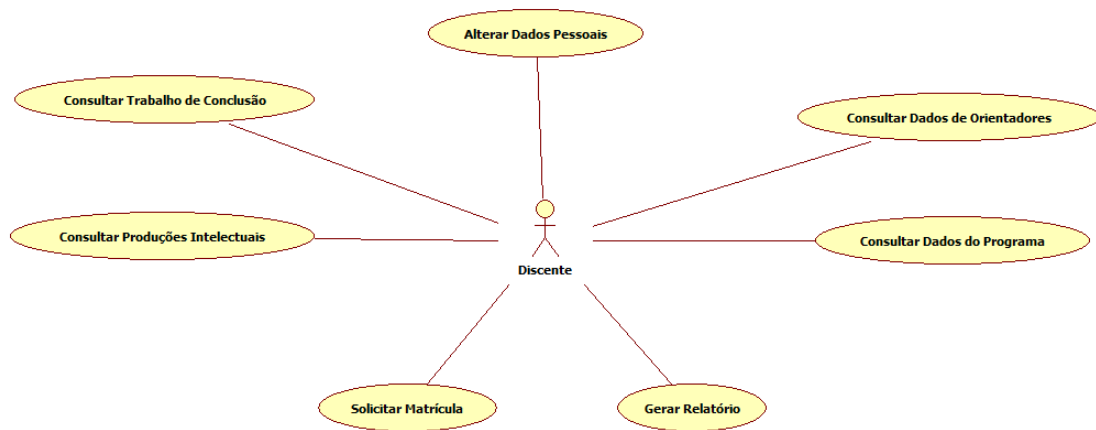 Alterar Dados Pessoais
Consultar Trabalho de Conclusão
Consultar Dados de Orientadores
Consultar Produções Intelectuais
Consultar Dados do Programa
Discente
Solicitar Matrícula
Gerar Relatório